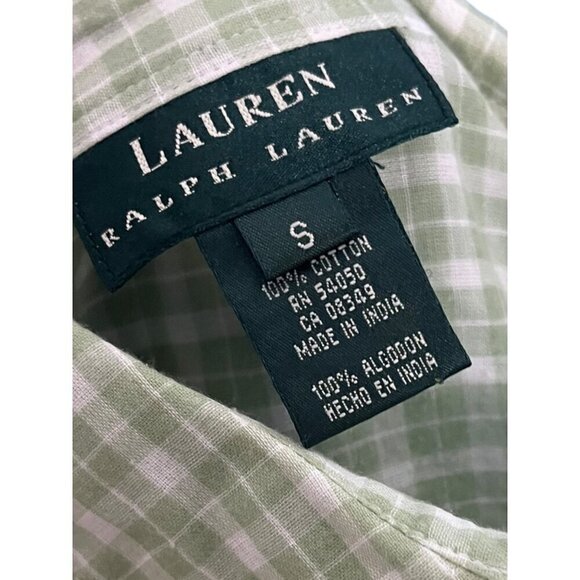 LAUREN
RALPH LAUREN
S
100% COTTON
RN 54050
CA 08349
MADE IN INDIA
100% ALGODON
HECHO EN INDIA